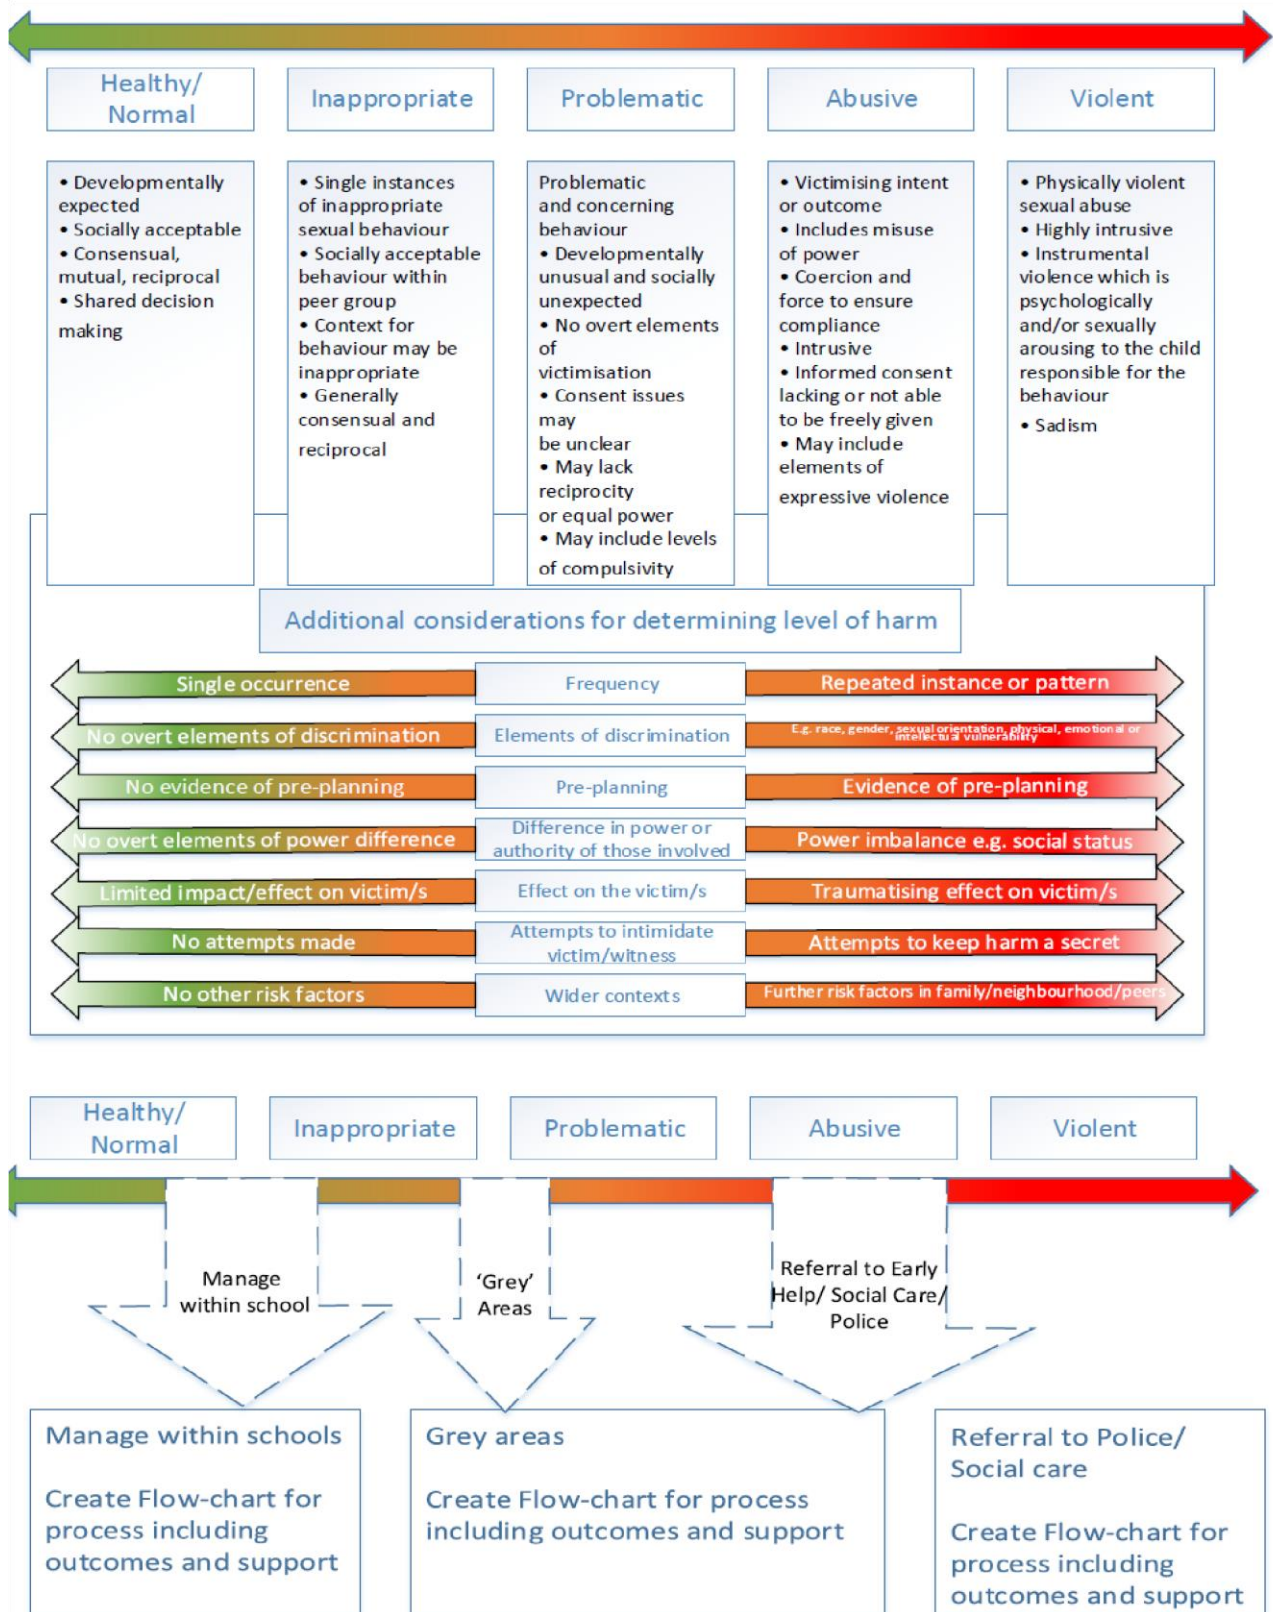 Healthy/
Normal
Inappropriate
Problematic
Abusive
Violent
• Developmentally
expected
• Socially acceptable
• Consensual,
mutual, reciprocal
• Shared decision
making
• Single instances
of inappropriate
sexual behaviour
• Socially acceptable
behaviour within
peer group
• Context for
behaviour may be
inappropriate
• Generally
consensual and
reciprocal
Problematic
and concerning
behaviour
• Developmentally
unusual and socially
unexpected
• No overt elements
of
victimisation
• Consent issues
may
be unclear
• May lack
reciprocity
or equal power
• May include levels
of compulsivity
• Victimising intent
or outcome
• Includes misuse
of power
• Coercion and
force to ensure
compliance
• Intrusive
• Informed consent
lacking or not able
to be freely given
• May include
elements of
expressive violence
• Physically violent
sexual abuse
• Highly intrusive
• Instrumental
violence which is
psychologically
and/or sexually
arousing to the child
responsible for the
behaviour
• Sadism
Additional considerations for determining level of harm
Single occurrence
Frequency
Repeated instance or pattern
No overt elements of discrimination
Elements of discrimination
E.g. race, gender, sexual orientation, physical, emotional or
intellectual vulnerability
No evidence of pre-planning
Pre-planning
Evidence of pre-planning
No overt elements of power difference
Difference in power or
authority of those involved
Power imbalance e.g. social status
Limited impact/effect on victim/s
Effect on the victim/s
Traumatising effect on victim/s
No attempts made
Attempts to intimidate
victim/witness
Attempts to keep harm a secret
No other risk factors
Wider contexts
Further risk factors in family/neighbourhood/peers
Healthy/
Normal
Inappropriate
Problematic
Abusive
Violent
Manage
within school
'Grey'
Areas
Referral to Early
Help/ Social Care/
Police
Manage within schools
Create Flow-chart for
process including
outcomes and support
Grey areas
Create Flow-chart for process
including outcomes and support
Referral to Police/
Social care
Create Flow-chart for
process including
outcomes and support